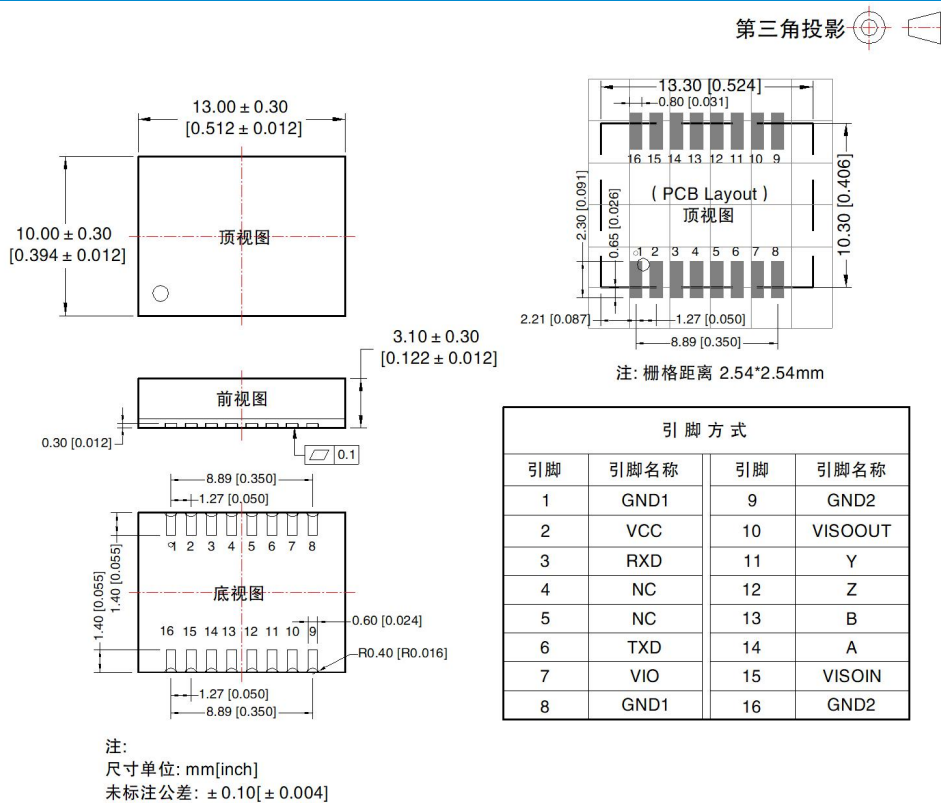 第三角投影
13.00 ± 0.30
[0.512 ± 0.012]
10.00 ± 0.30
[0.394 ± 0.012]
顶视图
3.10 ± 0.30
[0.122 ± 0.012]
前视图
0.30 [0.012]
0.1
8.89 [0.350]
1.27 [0.050]
1 2 3 4 5 6 7 8
1.40 [0.055]
1.40 [0.055]
底视图
16 15 14 13 12 11 10 9
0.60 [0.024]
R0.40 [R0.016]
1.27 [0.050]
8.89 [0.350]
注:
尺寸单位: mm[inch]
未标注公差: ± 0.10[± 0.004]
13.30 [0.524]
0.80 [0.031]
16 15 14 13 12 11 10 9
( PCB Layout )
顶视图
2.30 [0.091]
0.65 [0.026]
10.30 [0.406]
1 2 3 4 5 6 7 8
2.21 [0.087]
1.27 [0.050]
8.89 [0.350]
注: 栅格距离 2.54*2.54mm
引脚方式
引脚 引脚名称 引脚 引脚名称
1 GND1 9 GND2
2 VCC 10 VISOOUT
3 RXD 11 Y
4 NC 12 Z
5 NC 13 B
6 TXD 14 A
7 VIO 15 VISOIN
8 GND1 16 GND2